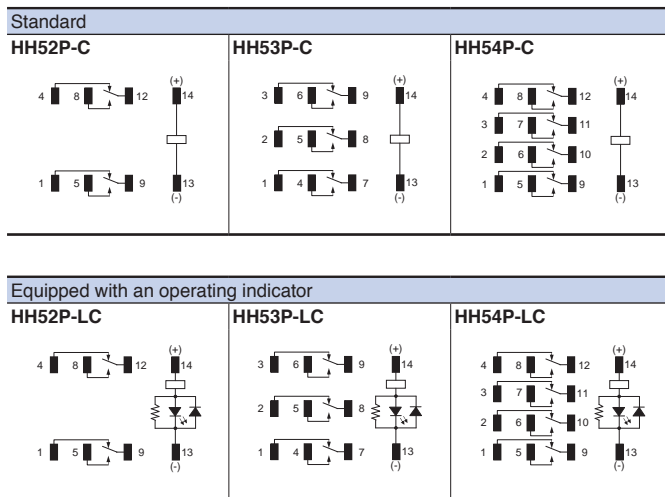 Standard
HH52P-C HH53P-C HH54P-C
(+) (+) (+)
4 8 12 14 3 6 9 14 4 8 12 14
3 7 11
2 5 8
2 6 10
1 5 9 13 1 4 7 13 1 5 9 13
(-) (-) (-)
Equipped with an operating indicator
HH52P-LC HH53P-LC HH54P-LC
(+) (+) (+)
4 8 12 14 3 6 9 14 4 8 12 14
3 7 11
2 5 8 2 6 10
1 5 9 13 1 4 7 13 1 5 9 13
(-) (-) (-)